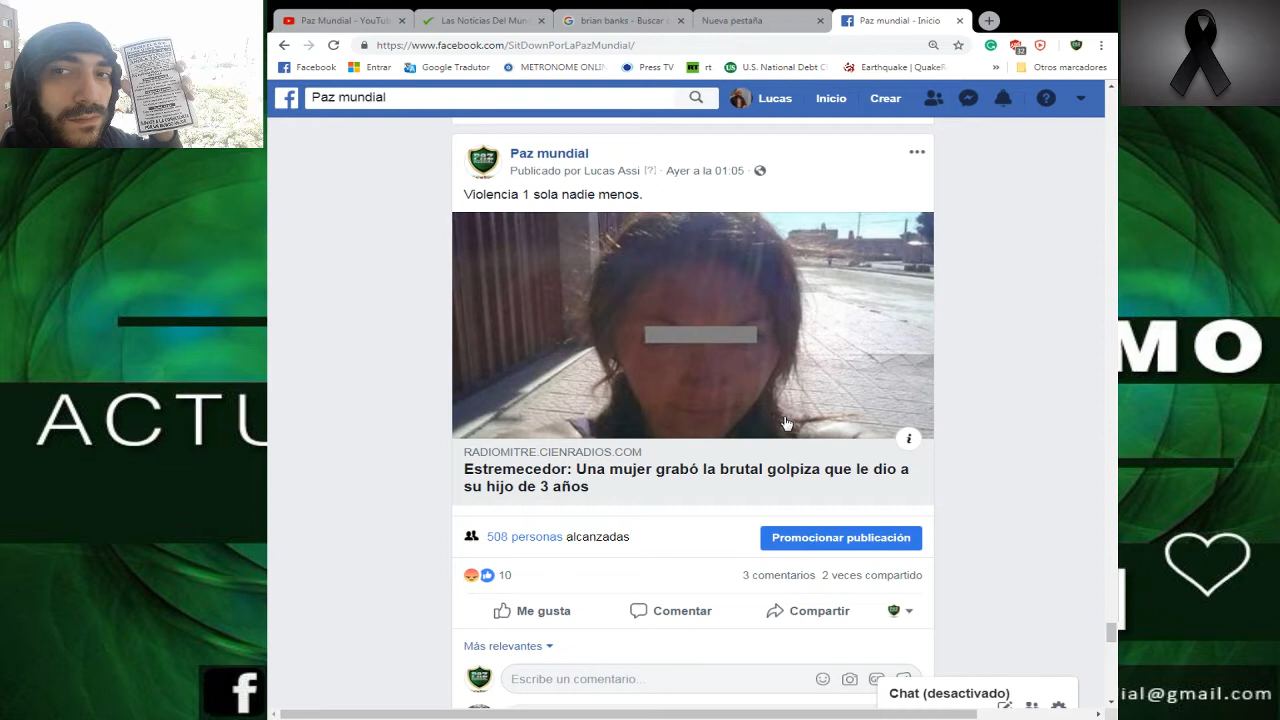 Paz Mundial - YouTub
Las Noticias Del Mun
brian banks - Buscar c
Nueva pestaña
Paz mundial - Inicio
https://www.facebook.com/SitDownPorLaPazMundial/
Facebook
Entrar
Google Traductor
METRONOME ONLIN
Press TV
rt
U.S. National Debt C
Earthquake | QuakeR
»
Otros marcadores
Paz mundial
Lucas
Inicio
Crear
Paz mundial
Publicado por Lucas Assi [?] · Ayer a la 01:05 ·
Violencia 1 sola nadie menos.
RADIOMITRE.CIENRADIOS.COM
Estremecedor: Una mujer grabó la brutal golpiza que le dio a
su hijo de 3 años
508 personas alcanzadas
Promocionar publicación
10
3 comentarios 2 veces compartido
Me gusta
Comentar
Compartir
Más relevantes
Escribe un comentario...
Chat (desactivado)
ACTU
MO
ial@gmail.com